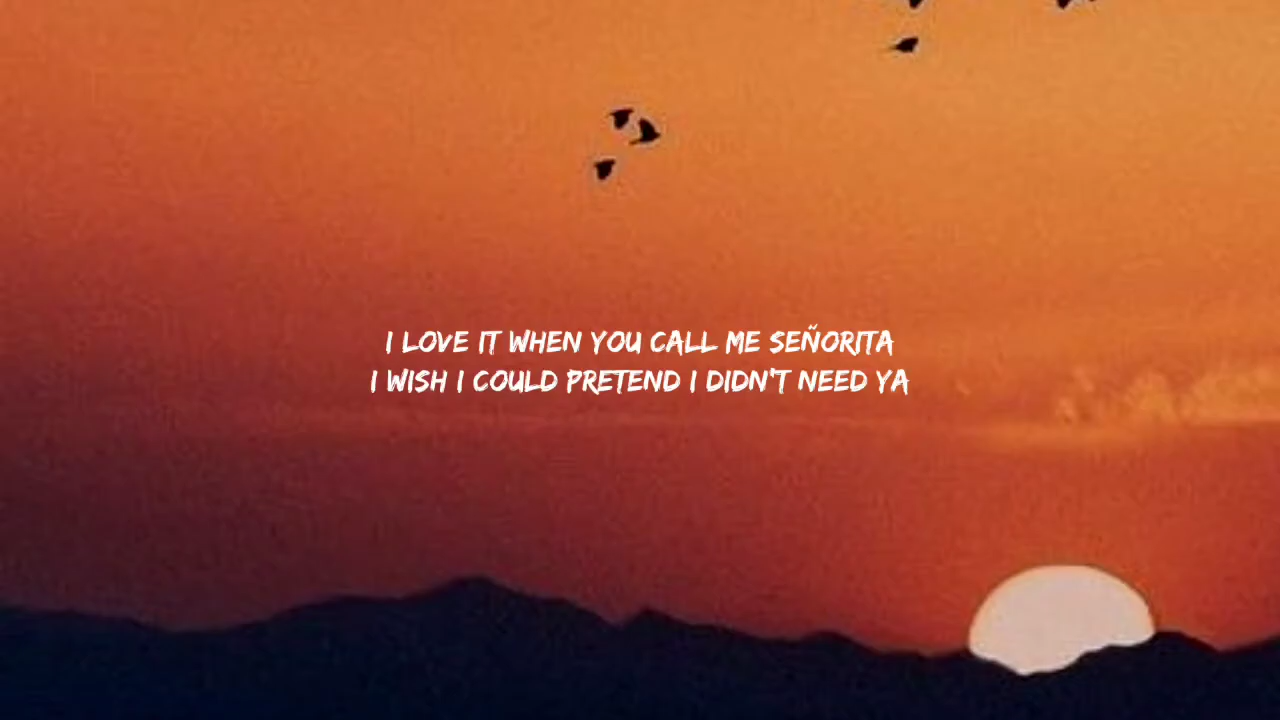 I LOVE IT WHEN YOU CALL ME SEÑORITA
I WISH I COULD PRETEND I DIDN'T NEED YA